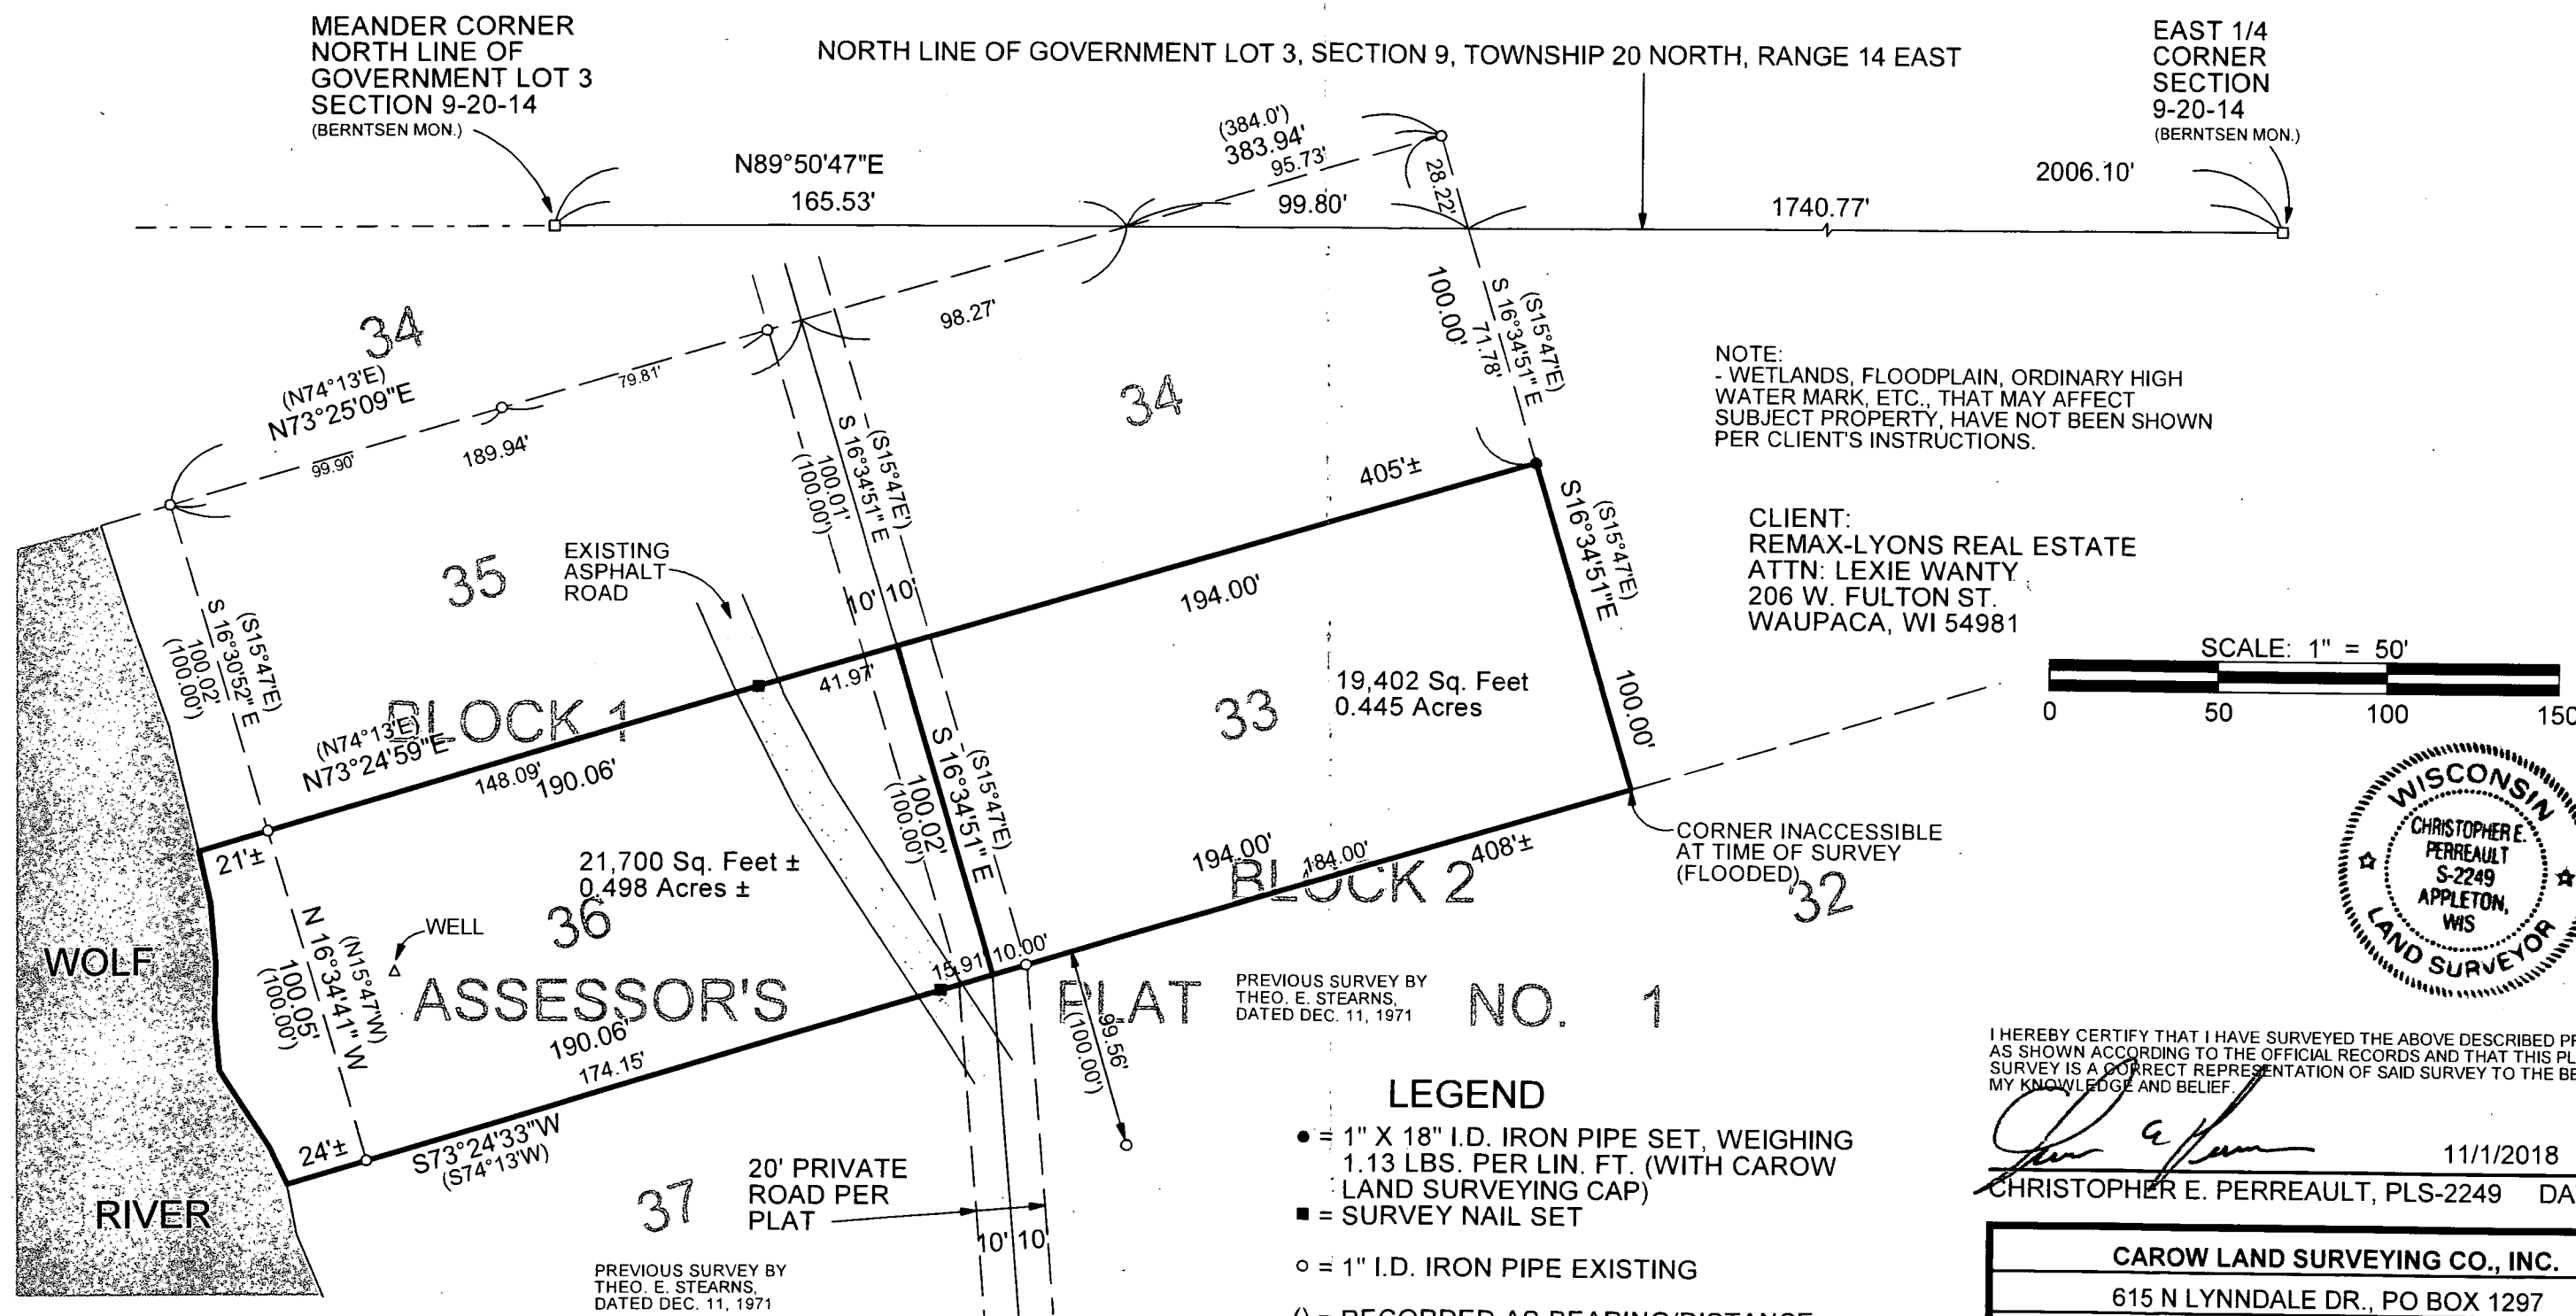 MEANDER CORNER
NORTH LINE OF
GOVERNMENT LOT 3
SECTION 9-20-14
(BERNTSEN MON.)
NORTH LINE OF GOVERNMENT LOT 3, SECTION 9, TOWNSHIP 20 NORTH, RANGE 14 EAST
EAST 1/4
CORNER
SECTION
9-20-14
(BERNTSEN MON.)
N89°50'47"E
165.53'
(384.0')
383.94'
95.73'
99.80'
28.22'
1740.77'
2006.10'
34
(N74°13'E)
N73°25'09"E
99.90'
189.94'
79.81'
98.27'
34
100.00'
71.78'
S 16°34'51" E
(S15°47'E)
(100.00')
100.01'
S 16°34'51" E
(S15°47'E')
NOTE:
- WETLANDS, FLOODPLAIN, ORDINARY HIGH
WATER MARK, ETC., THAT MAY AFFECT
SUBJECT PROPERTY, HAVE NOT BEEN SHOWN
PER CLIENT'S INSTRUCTIONS.
CLIENT:
REMAX-LYONS REAL ESTATE
ATTN: LEXIE WANTY
206 W. FULTON ST.
WAUPACA, WI 54981
SCALE: 1" = 50'
0 50 100 150
35
EXISTING
ASPHALT
ROAD
10' 10'
405'±
194.00'
S16°34'51"E
(S15°47'E)
100.00'
(100.00')
100.02'
S 16°30'52" E
(S15°47'E)
BLOCK 1
(N74°13'E)
N73°24'59"E
148.09'
190.06'
41.97'
33
19,402 Sq. Feet
0.445 Acres
(100.00')
100.02'
S 16°34'51" E
(S15°47'E)
21'±
21,700 Sq. Feet ±
0.498 Acres ±
36
WELL
WOLF
RIVER
(100.00')
100.05'
N 16°34'41" W
(N15°47'W)
ASSESSOR'S
PLAT
NO. 1
194.00'
184.00'
408'±
BLOCK 2
CORNER INACCESSIBLE
AT TIME OF SURVEY
(FLOODED)
32
15.91'
10.00'
PREVIOUS SURVEY BY
THEO. E. STEARNS,
DATED DEC. 11, 1971
99.56'
(100.00')
190.06'
174.15'
24'±
S73°24'33"W
(S74°13'W)
37
20' PRIVATE
ROAD PER
PLAT
10' 10'
PREVIOUS SURVEY BY
THEO. E. STEARNS,
DATED DEC. 11, 1971
LEGEND
● = 1" X 18" I.D. IRON PIPE SET, WEIGHING
1.13 LBS. PER LIN. FT. (WITH CAROW
LAND SURVEYING CAP)
■ = SURVEY NAIL SET
○ = 1" I.D. IRON PIPE EXISTING
() = RECORDED AS BEARING/DISTANCE
WISCONSIN
CHRISTOPHER E.
PERREAULT
S-2249
APPLETON,
WIS
LAND SURVEYOR
I HEREBY CERTIFY THAT I HAVE SURVEYED THE ABOVE DESCRIBED PR
AS SHOWN ACCORDING TO THE OFFICIAL RECORDS AND THAT THIS PL
SURVEY IS A CORRECT REPRESENTATION OF SAID SURVEY TO THE BE
MY KNOWLEDGE AND BELIEF.
11/1/2018
CHRISTOPHER E. PERREAULT, PLS-2249 DA
CAROW LAND SURVEYING CO., INC.
615 N LYNNDALE DR., PO BOX 1297